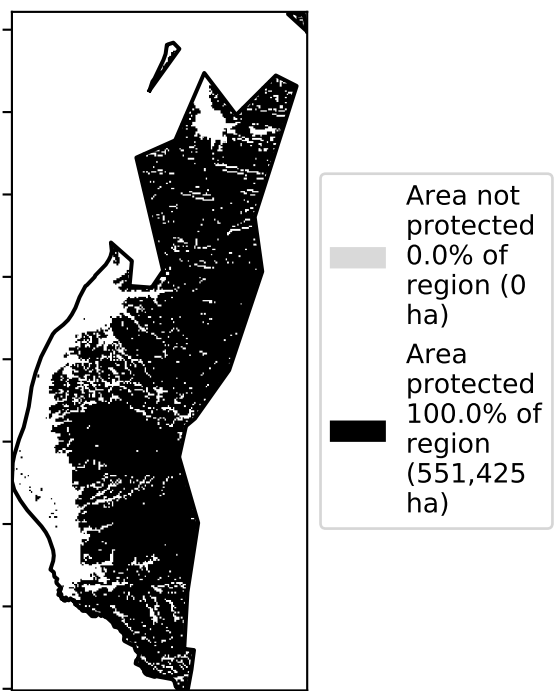 Area not
protected
0.0% of
region (0
ha)
Area
protected
100.0% of
region
(551,425
ha)